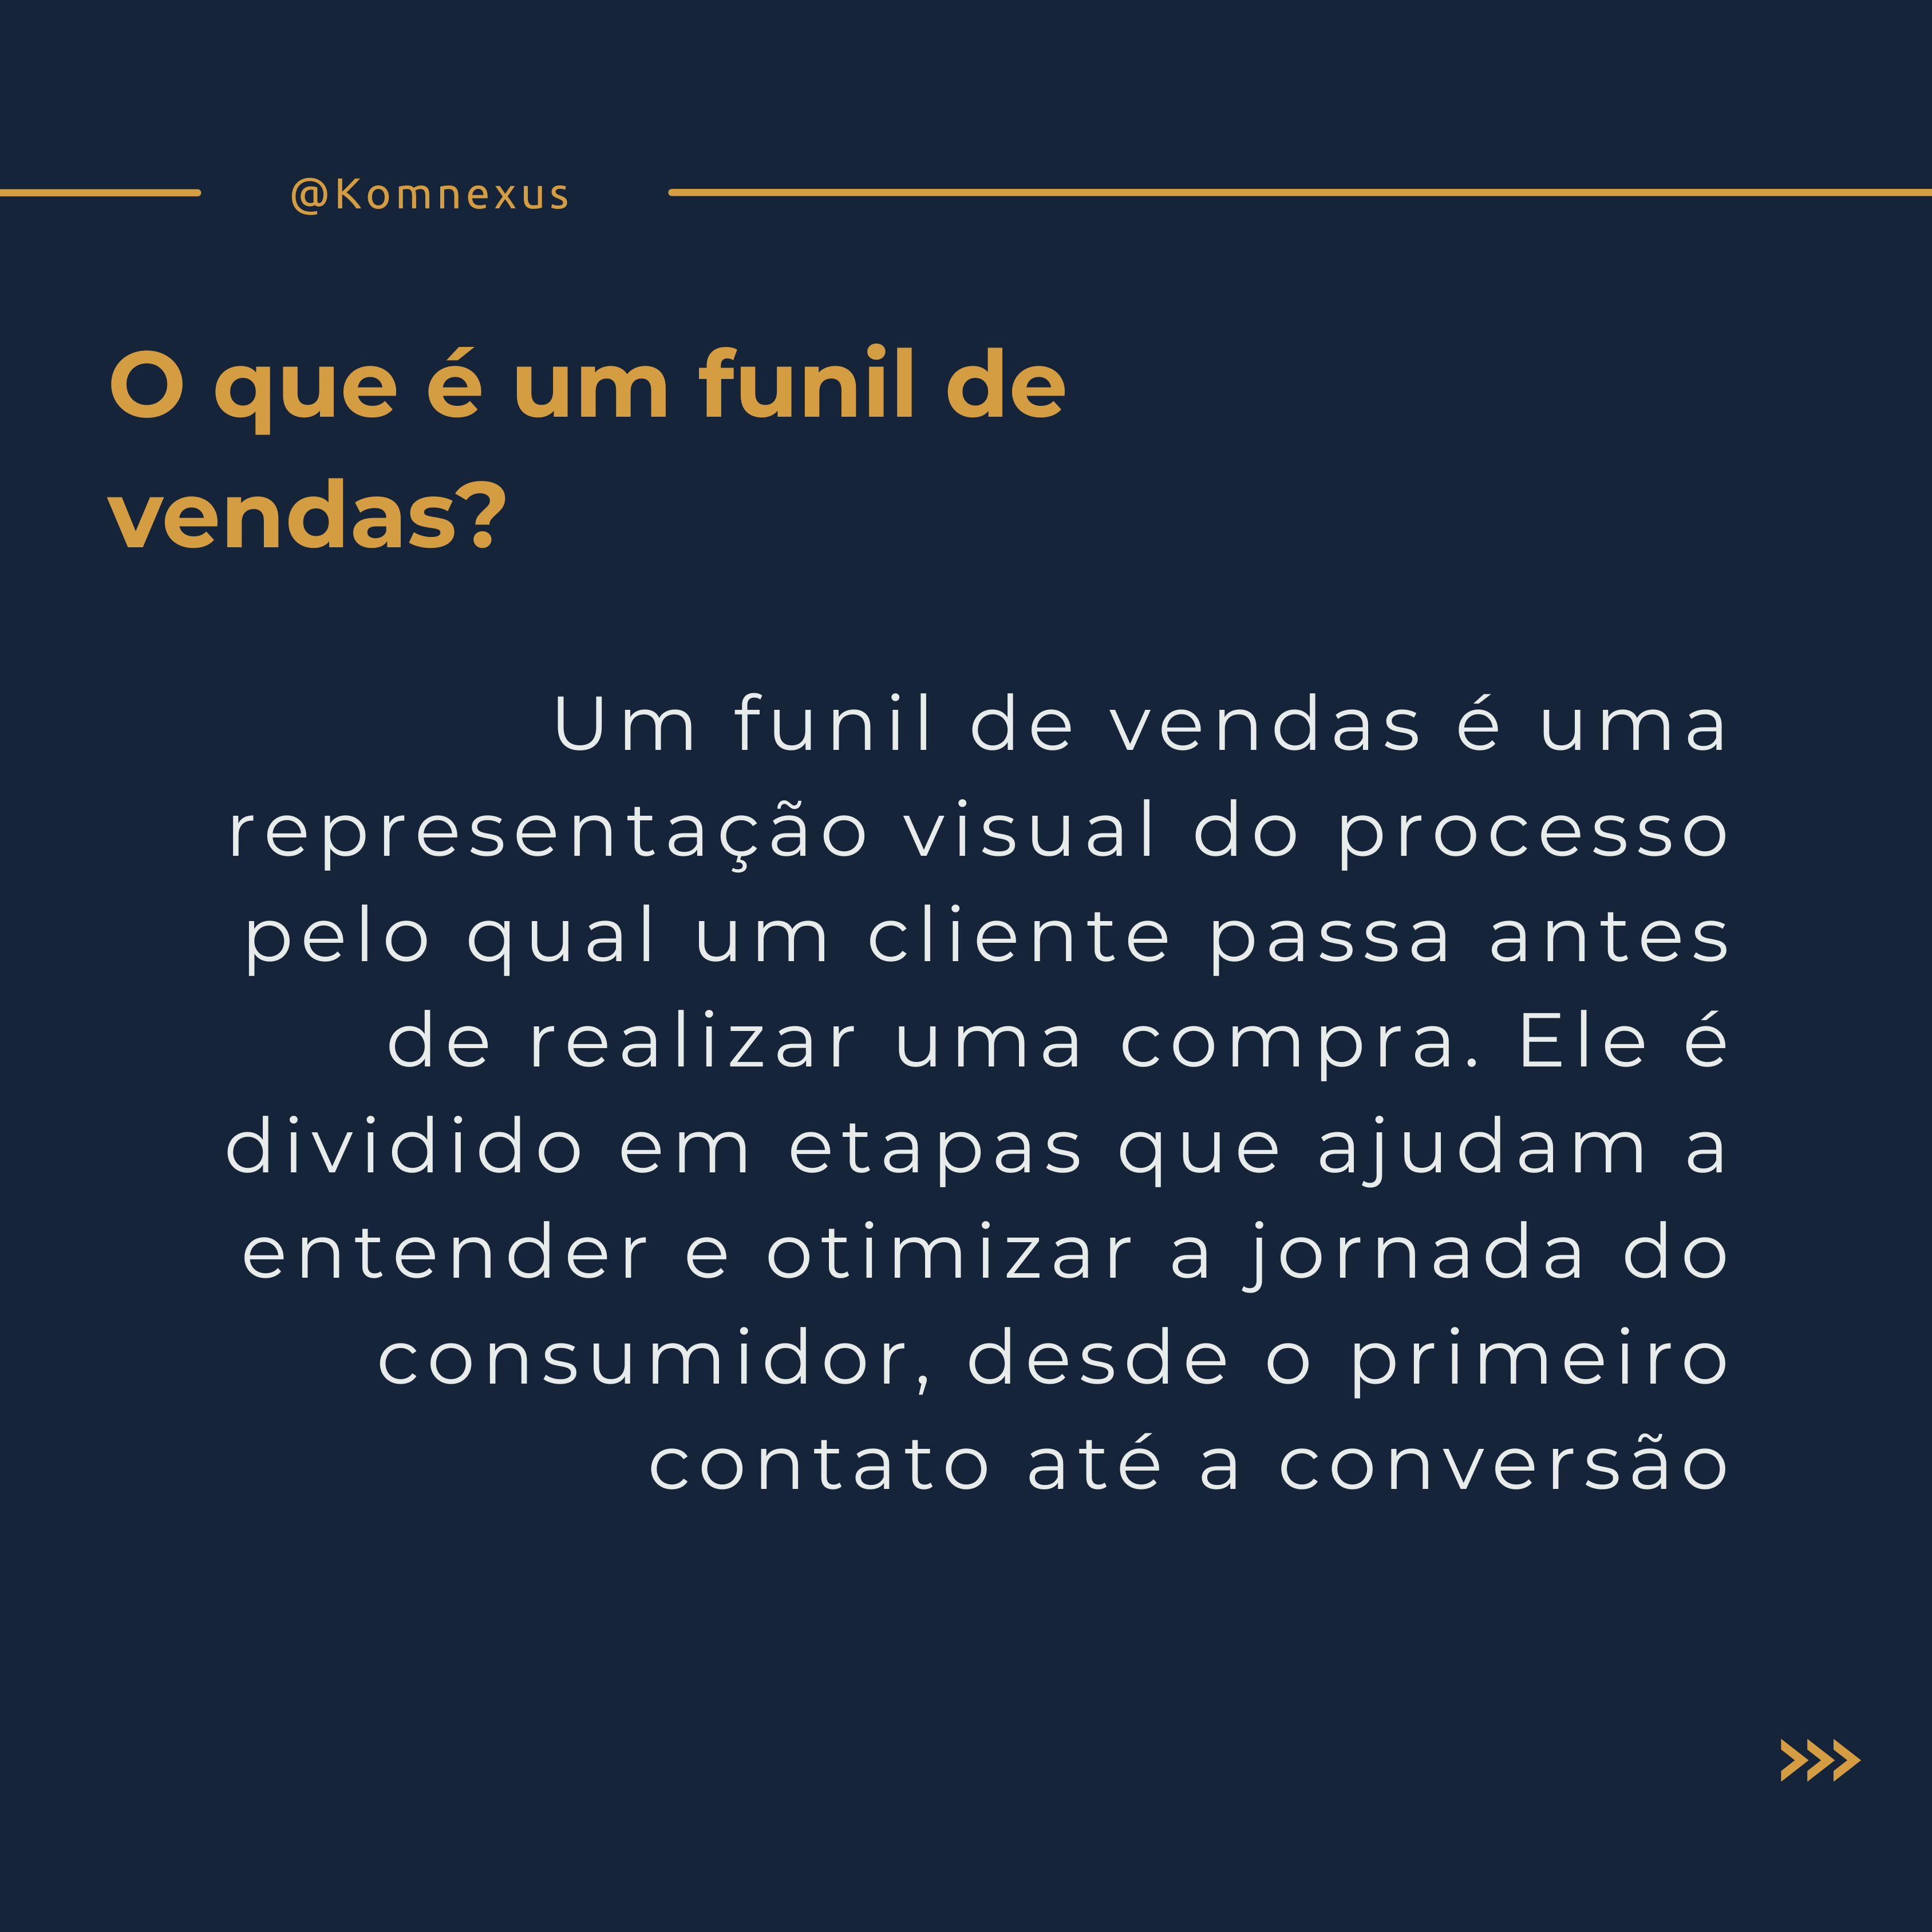 @Komnexus
O que é um funil de
vendas?
Um funil de vendas é uma
representação visual do processo
pelo qual um cliente passa antes
de realizar uma compra. Ele é
dividido em etapas que ajudam a
entender e otimizar a jornada do
consumidor, desde o primeiro
contato até a conversão